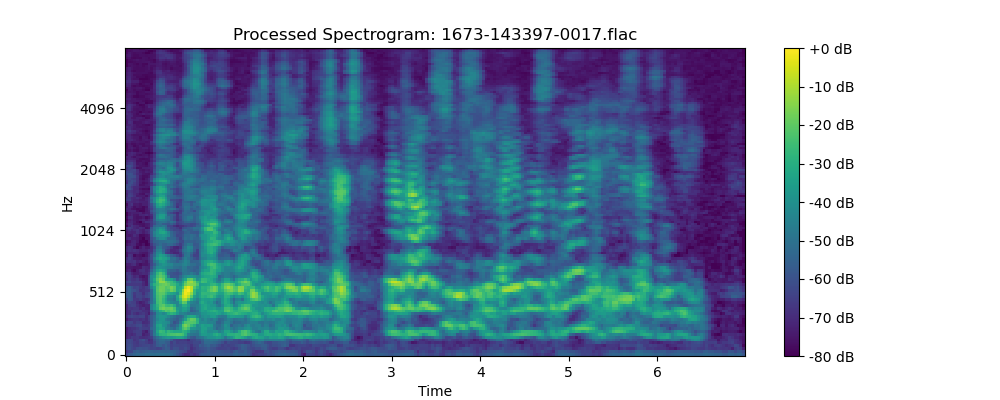 Processed Spectrogram: 1673-143397-0017.flac
Hz
4096
2048
1024
512
0
0 1 2 3 4 5 6
Time
+0 dB
-10 dB
-20 dB
-30 dB
-40 dB
-50 dB
-60 dB
-70 dB
-80 dB